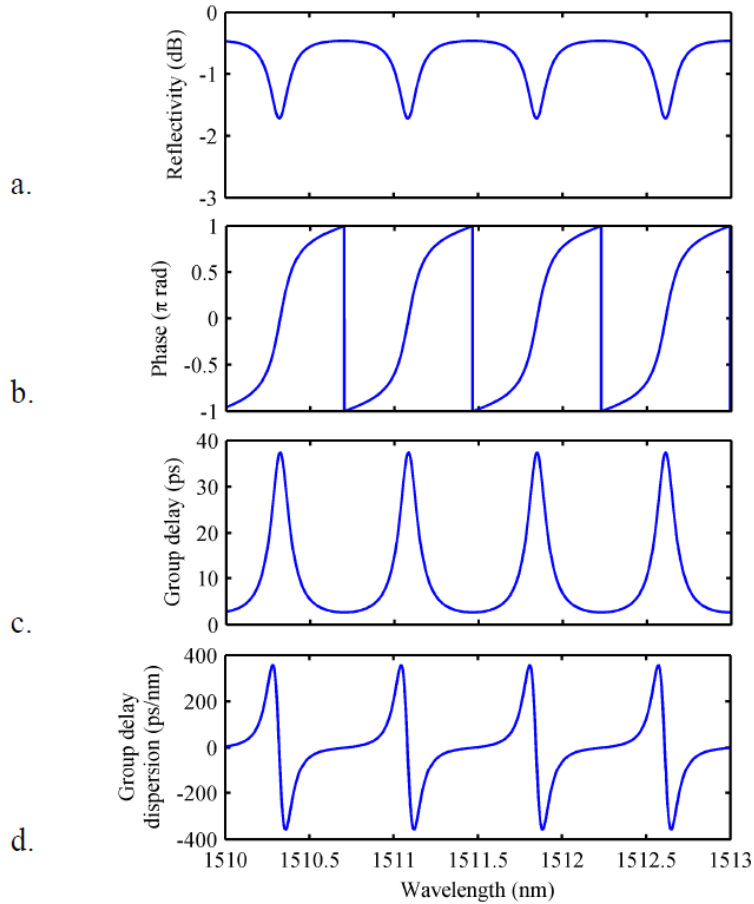 a.
Reflectivity (dB)
0
-1
-2
-3
b.
Phase (π rad)
1
0.5
0
-0.5
-1
c.
Group delay (ps)
40
30
20
10
0
d.
Group delay
dispersion (ps/nm)
400
200
0
-200
-400
1510 1510.5 1511 1511.5 1512 1512.5 1513
Wavelength (nm)